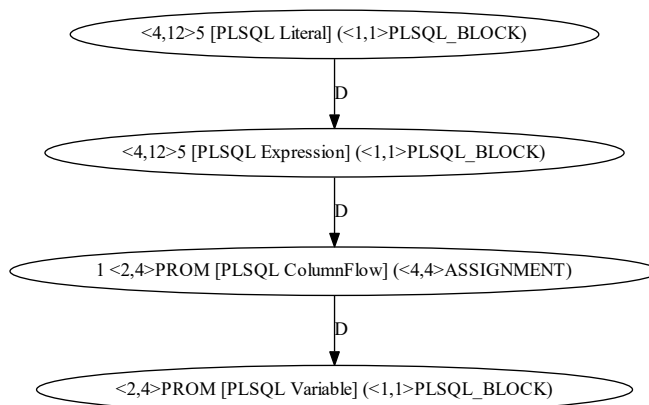 <4,12>5 [PLSQL Literal] (<1,1>PLSQL_BLOCK)
D
<4,12>5 [PLSQL Expression] (<1,1>PLSQL_BLOCK)
D
1 <2,4>PROM [PLSQL ColumnFlow] (<4,4>ASSIGNMENT)
D
<2,4>PROM [PLSQL Variable] (<1,1>PLSQL_BLOCK)